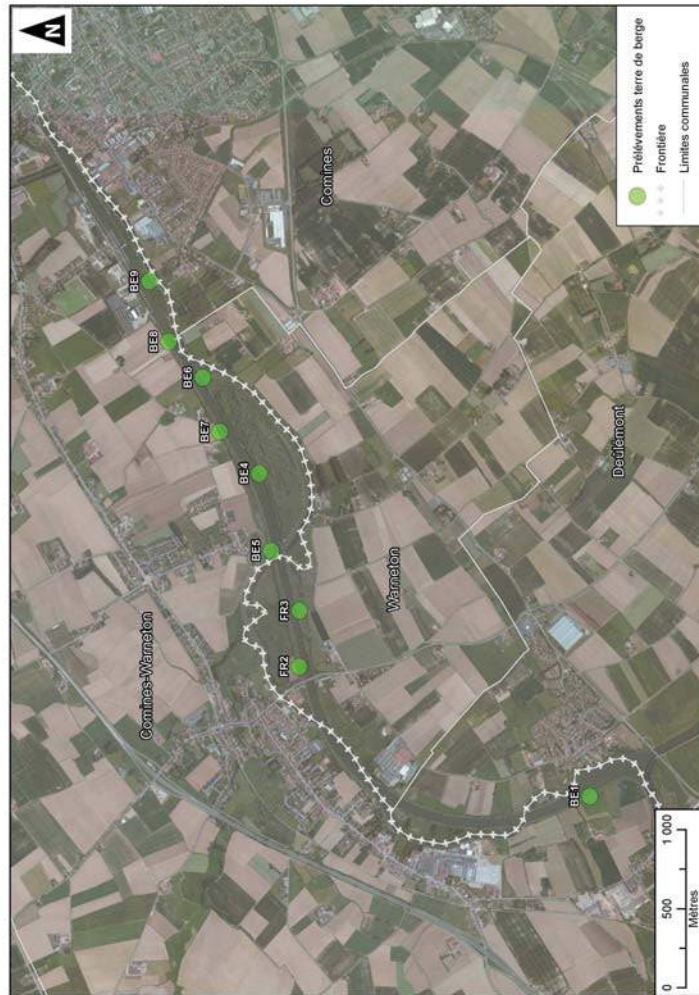 N
Comines-Warneton
Comines
Warneton
Deûlémont
BE9
BE8
BE6
BE7
BE4
BE5
FR3
FR2
BE1
Prélévements terre de berge
Frontière
Limites communales
0 500 1 000
Mètres